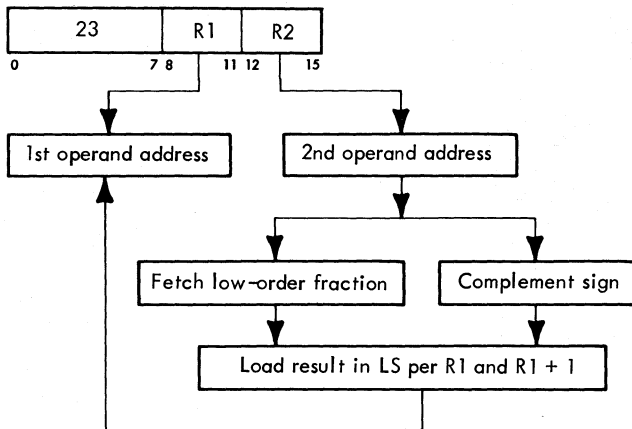 23 R1 R2
0 7 8 11 12 15
1st operand address 2nd operand address
Fetch low-order fraction Complement sign
Load result in LS per R1 and R1 + 1